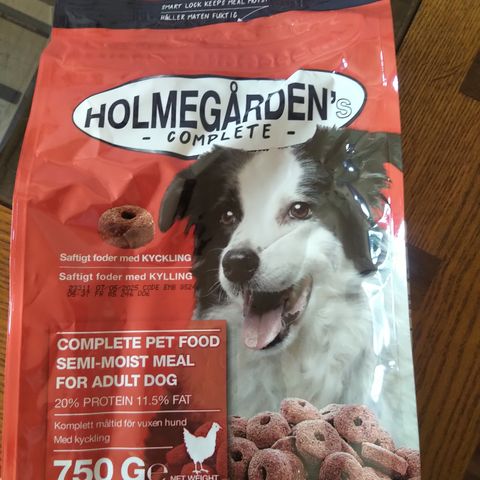 SMART LOCK KEEPS MEAL MOIST
HÅLLER MATEN FUKTIG
HOLMEGÅRDEN's
- COMPLETE -
Saftigt foder med KYCKLING
Saftigt føder med KYLLING
COMPLETE PET FOOD
SEMI-MOIST MEAL
FOR ADULT DOG
20% PROTEIN 11.5% FAT
Komplett måltid för vuxen hund
Med kyckling
750 G℮
NET WEIGHT